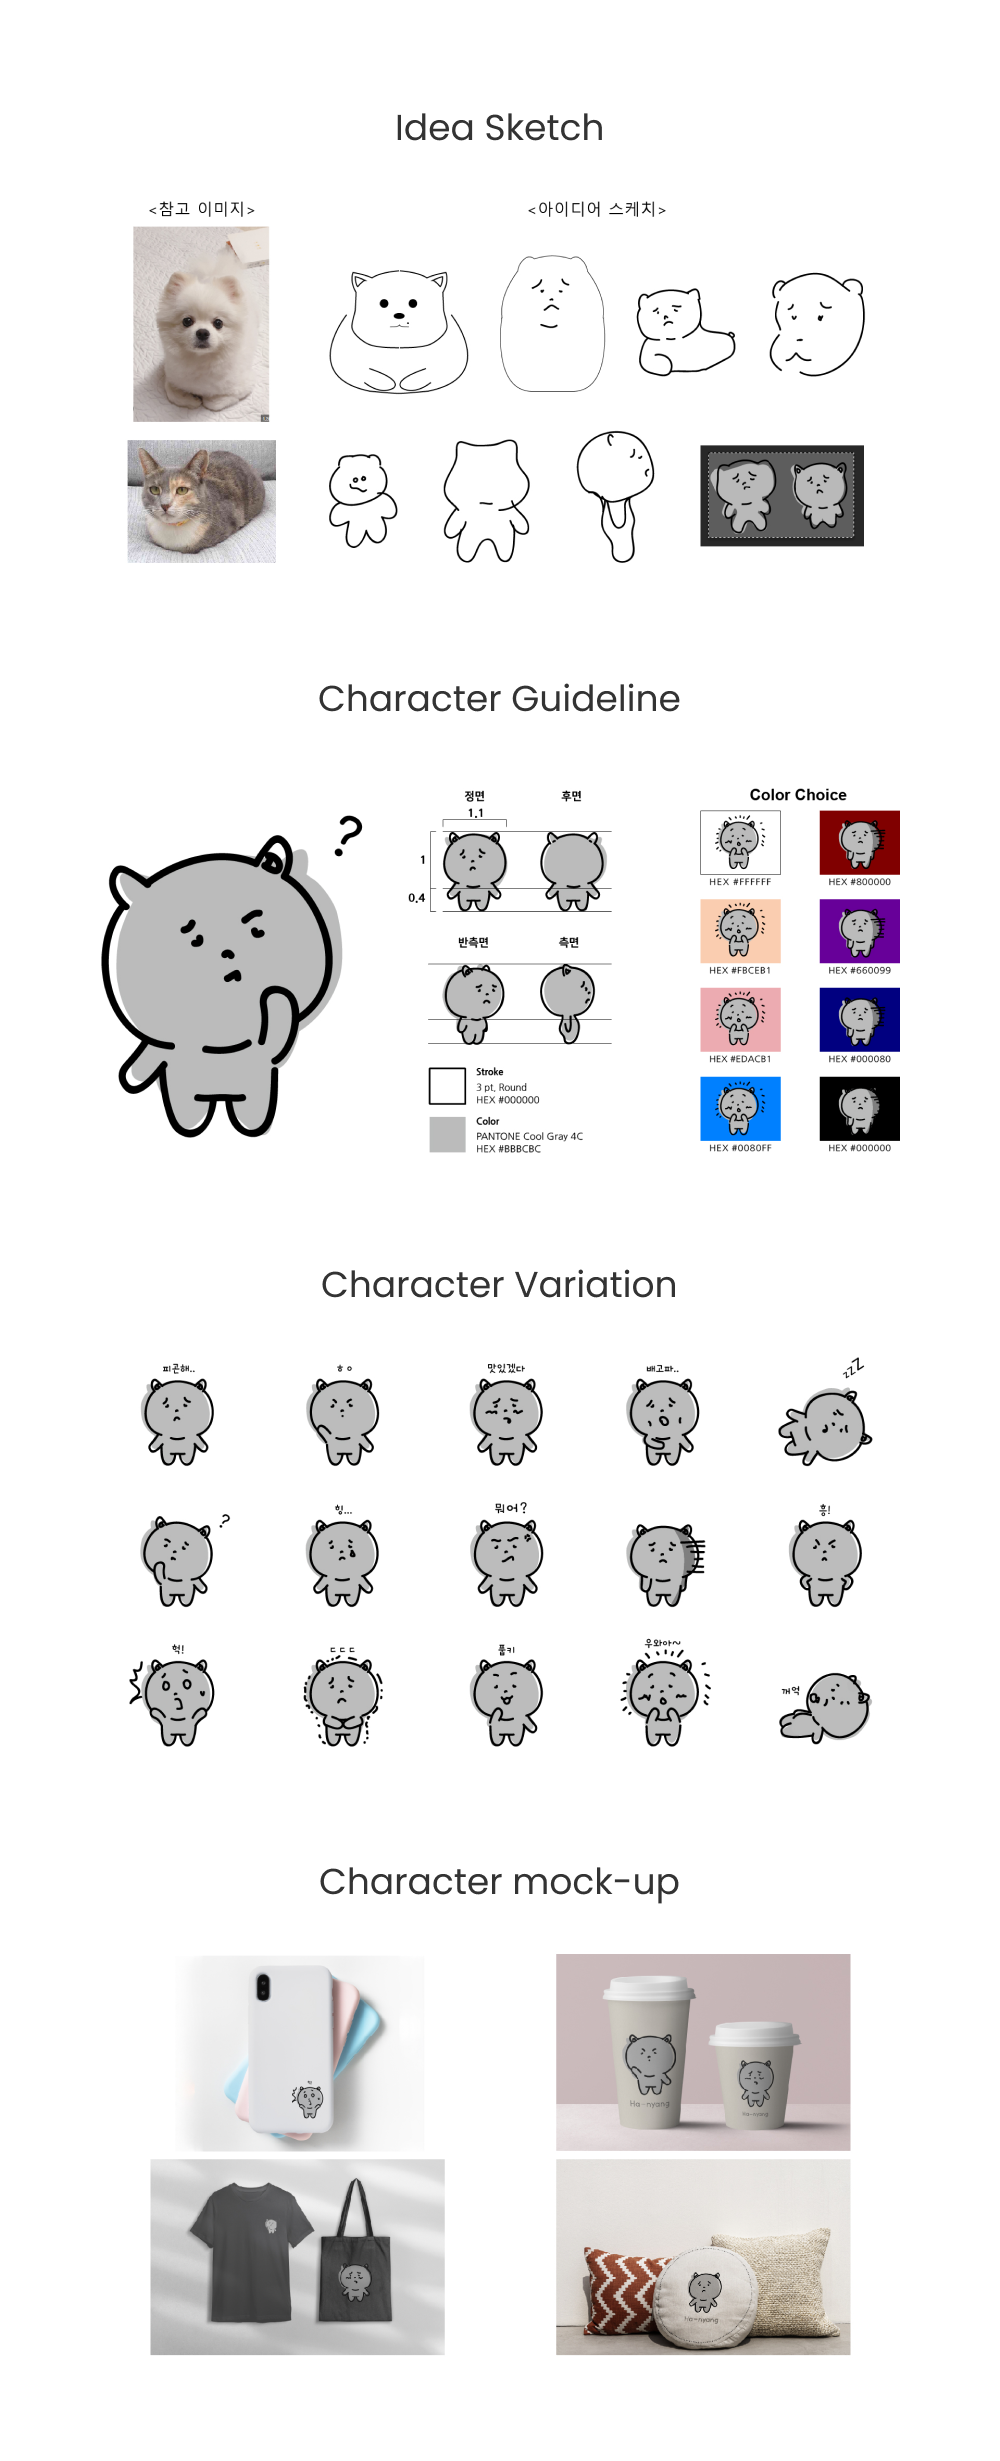 Idea Sketch
<참고 이미지>
<아이디어 스케치>
Character Guideline
?
정면
후면
1.1
1
0.4
반측면
측면
Stroke
3 pt, Round
HEX #000000
Color
PANTONE Cool Gray 4C
HEX #BBBCBC
Color Choice
HEX #FFFFFF
HEX #800000
HEX #FBCEB1
HEX #660099
HEX #EDACB1
HEX #000080
HEX #0080FF
HEX #000000
Character Variation
피곤해..
ㅎㅇ
맛있겠다
배고파..
zzZ
?
힝...
뭐어?
흥!
헉!
ㄷㄷㄷ
풉키
우와아~
깨엑
Character mock-up
헉!
Ha-nyang
Ha-nyang
Ha-nyang